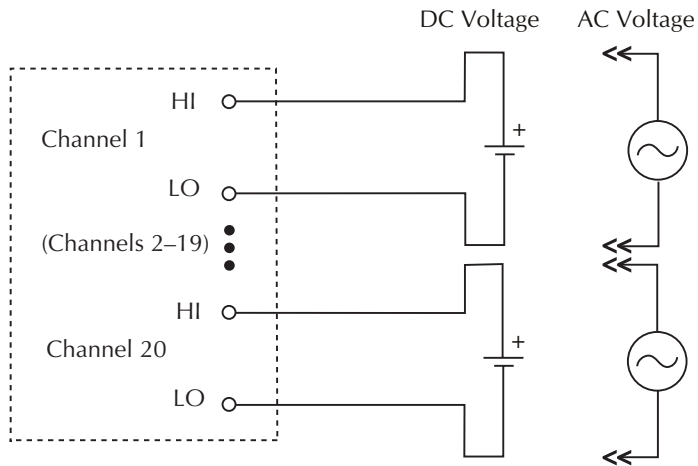 DC Voltage
AC Voltage
HI
+
Channel 1
LO
(Channels 2–19)
HI
+
Channel 20
LO